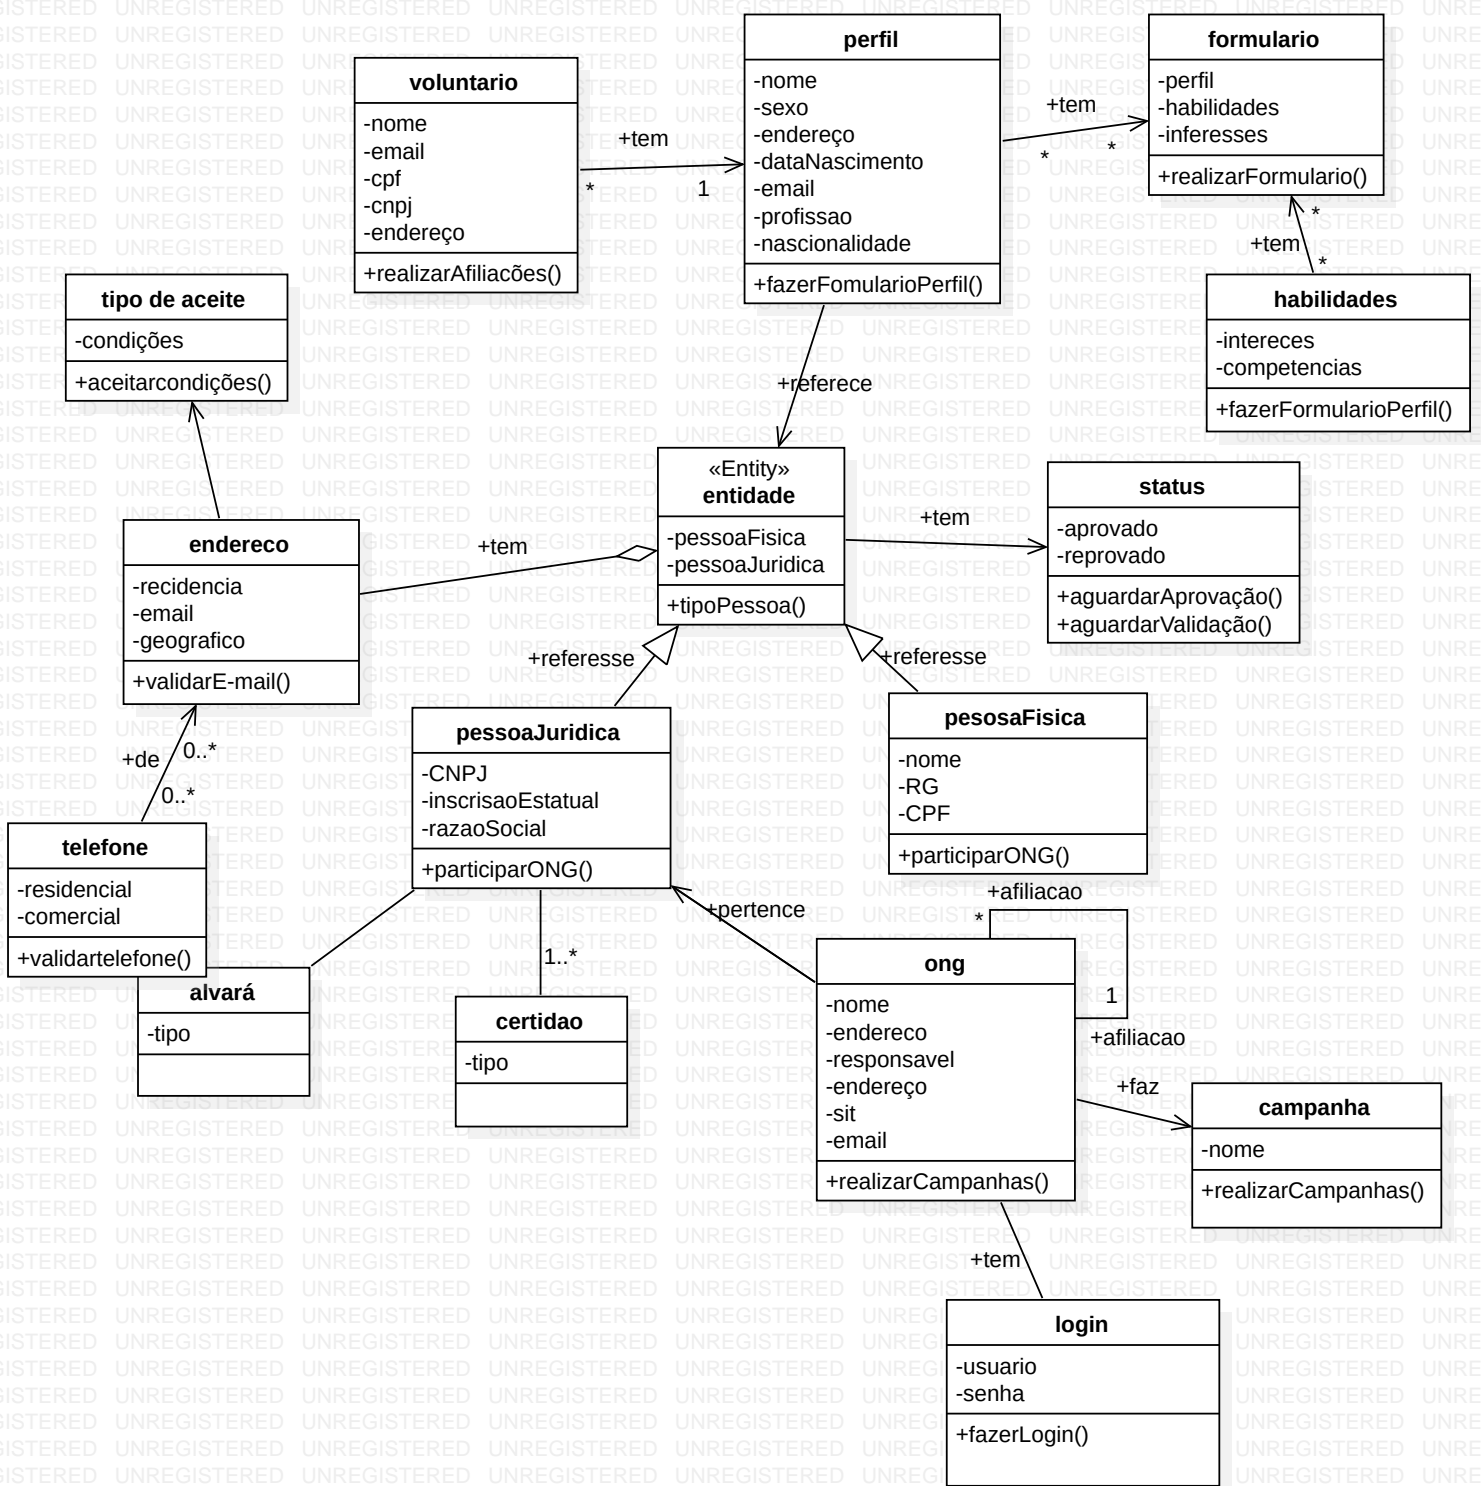 perfil
-nome
-sexo
-endereço
-dataNascimento
-email
-profissao
-nascionalidade
+fazerFomularioPerfil()
formulario
-perfil
-habilidades
-inferesses
+realizarFormulario()
voluntario
-nome
-email
-cpf
-cnpj
-endereço
+realizarAfiliacões()
+tem
*
1
+tem
*
*
+tem
*
*
habilidades
-intereces
-competencias
+fazerFormularioPerfil()
tipo de aceite
-condições
+aceitarcondições()
+referece
«Entity»
entidade
-pessoaFisica
-pessoaJuridica
+tipoPessoa()
+tem
status
-aprovado
-reprovado
+aguardarAprovação()
+aguardarValidação()
endereco
-recidencia
-email
-geografico
+validarE-mail()
+tem
+referesse
+referesse
pessoaJuridica
-CNPJ
-inscrisaoEstatual
-razaoSocial
+participarONG()
pesosaFisica
-nome
-RG
-CPF
+participarONG()
+de
0..*
0..*
telefone
-residencial
-comercial
+validartelefone()
alvará
-tipo
1..*
certidao
-tipo
+pertence
+afiliacao
*
1
+afiliacao
ong
-nome
-endereco
-responsavel
-endereço
-sit
-email
+realizarCampanhas()
+faz
campanha
-nome
+realizarCampanhas()
+tem
login
-usuario
-senha
+fazerLogin()
UNREGISTERED